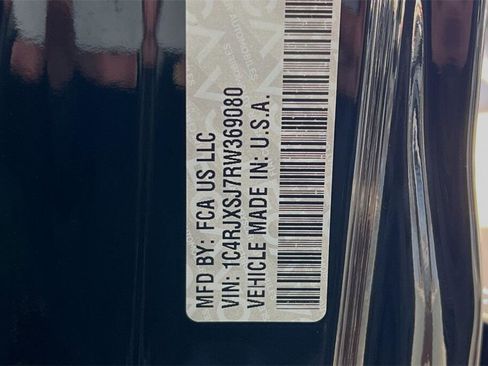 MFD BY: FCA US LLC
VIN: 1C4RJXSJ7RW369080
VEHICLE MADE IN: U.S.A.